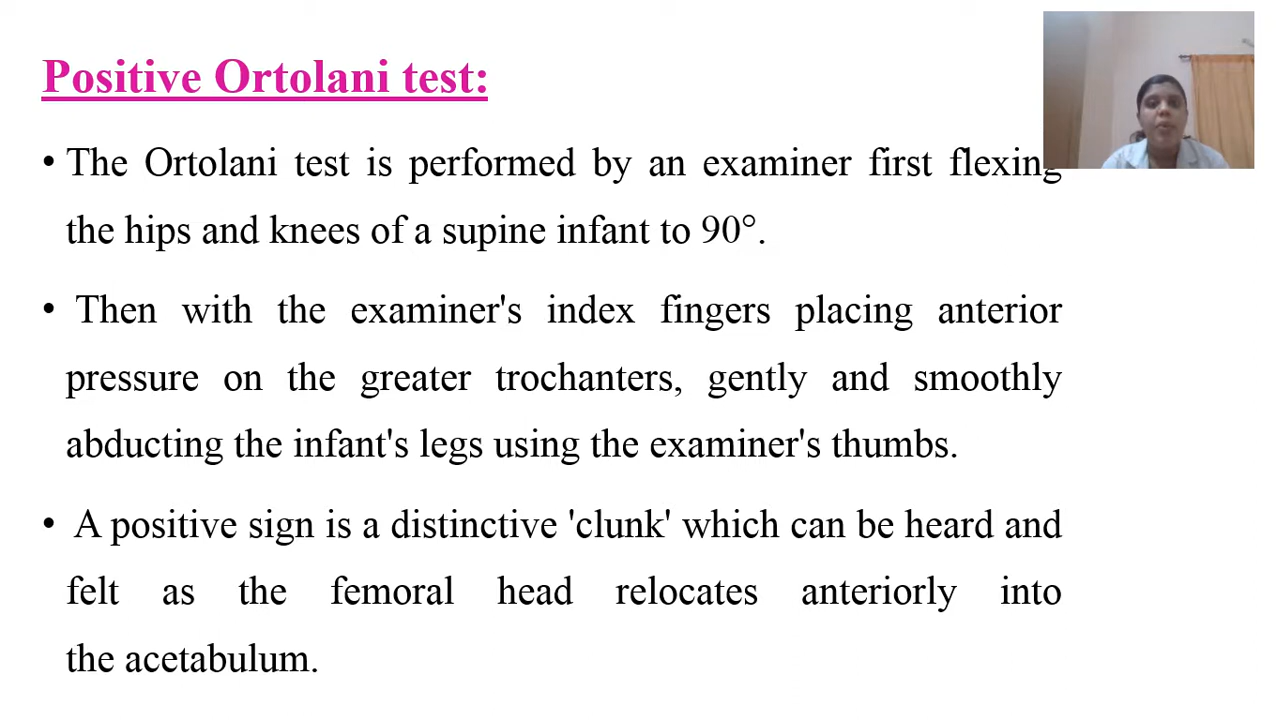 Positive Ortolani test:
• The Ortolani test is performed by an examiner first flexing
the hips and knees of a supine infant to 90°.
• Then with the examiner's index fingers placing anterior
pressure on the greater trochanters, gently and smoothly
abducting the infant's legs using the examiner's thumbs.
• A positive sign is a distinctive 'clunk' which can be heard and
felt as the femoral head relocates anteriorly into
the acetabulum.